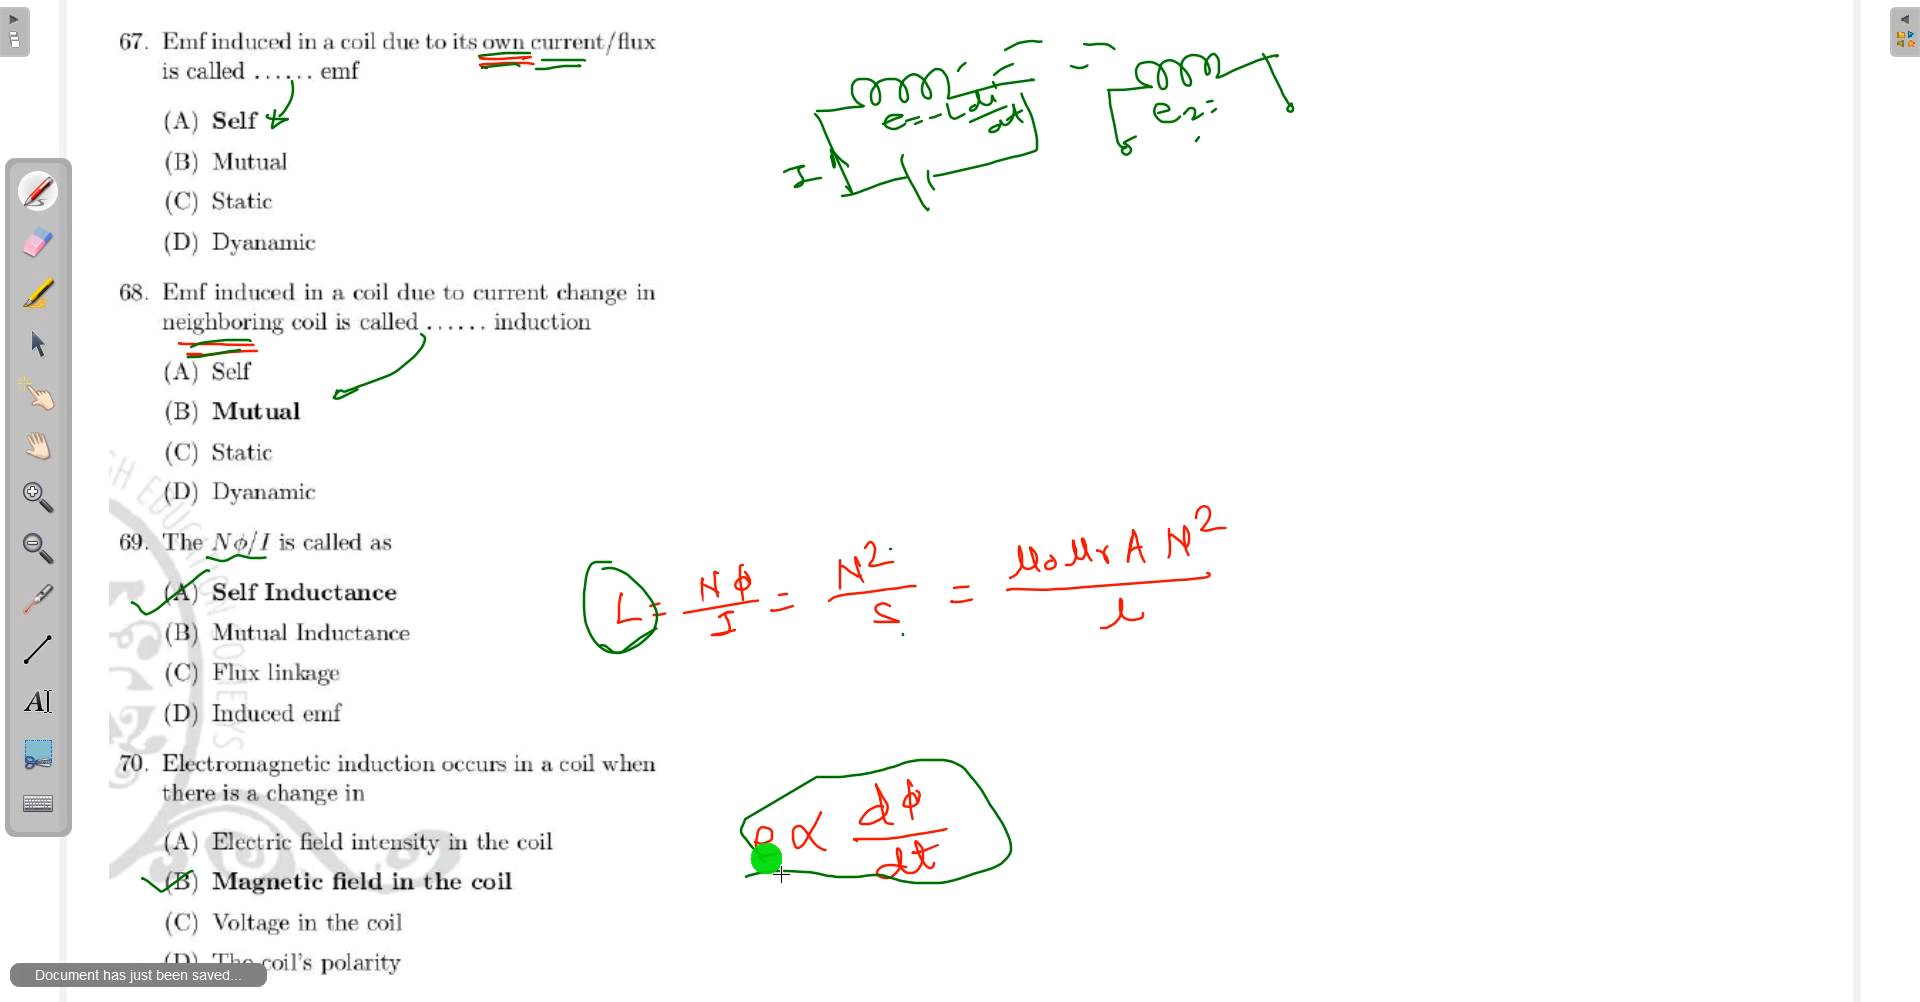 67. Emf induced in a coil due to its own current/flux
is called ...... emf
(A) Self
(B) Mutual
(C) Static
(D) Dyanamic
68. Emf induced in a coil due to current change in
neighboring coil is called ...... induction
(A) Self
(B) Mutual
(C) Static
(D) Dyanamic
69. The Nϕ/I is called as
(A) Self Inductance
(B) Mutual Inductance
(C) Flux linkage
(D) Induced emf
70. Electromagnetic induction occurs in a coil when
there is a change in
(A) Electric field intensity in the coil
(B) Magnetic field in the coil
(C) Voltage in the coil
(D) The coil's polarity
e = -L di/dt
e2 =
I
L = Nϕ/I = N²/S = μ0 μr A N²/l
e ∝ dϕ/dt
AI
Document has just been saved...